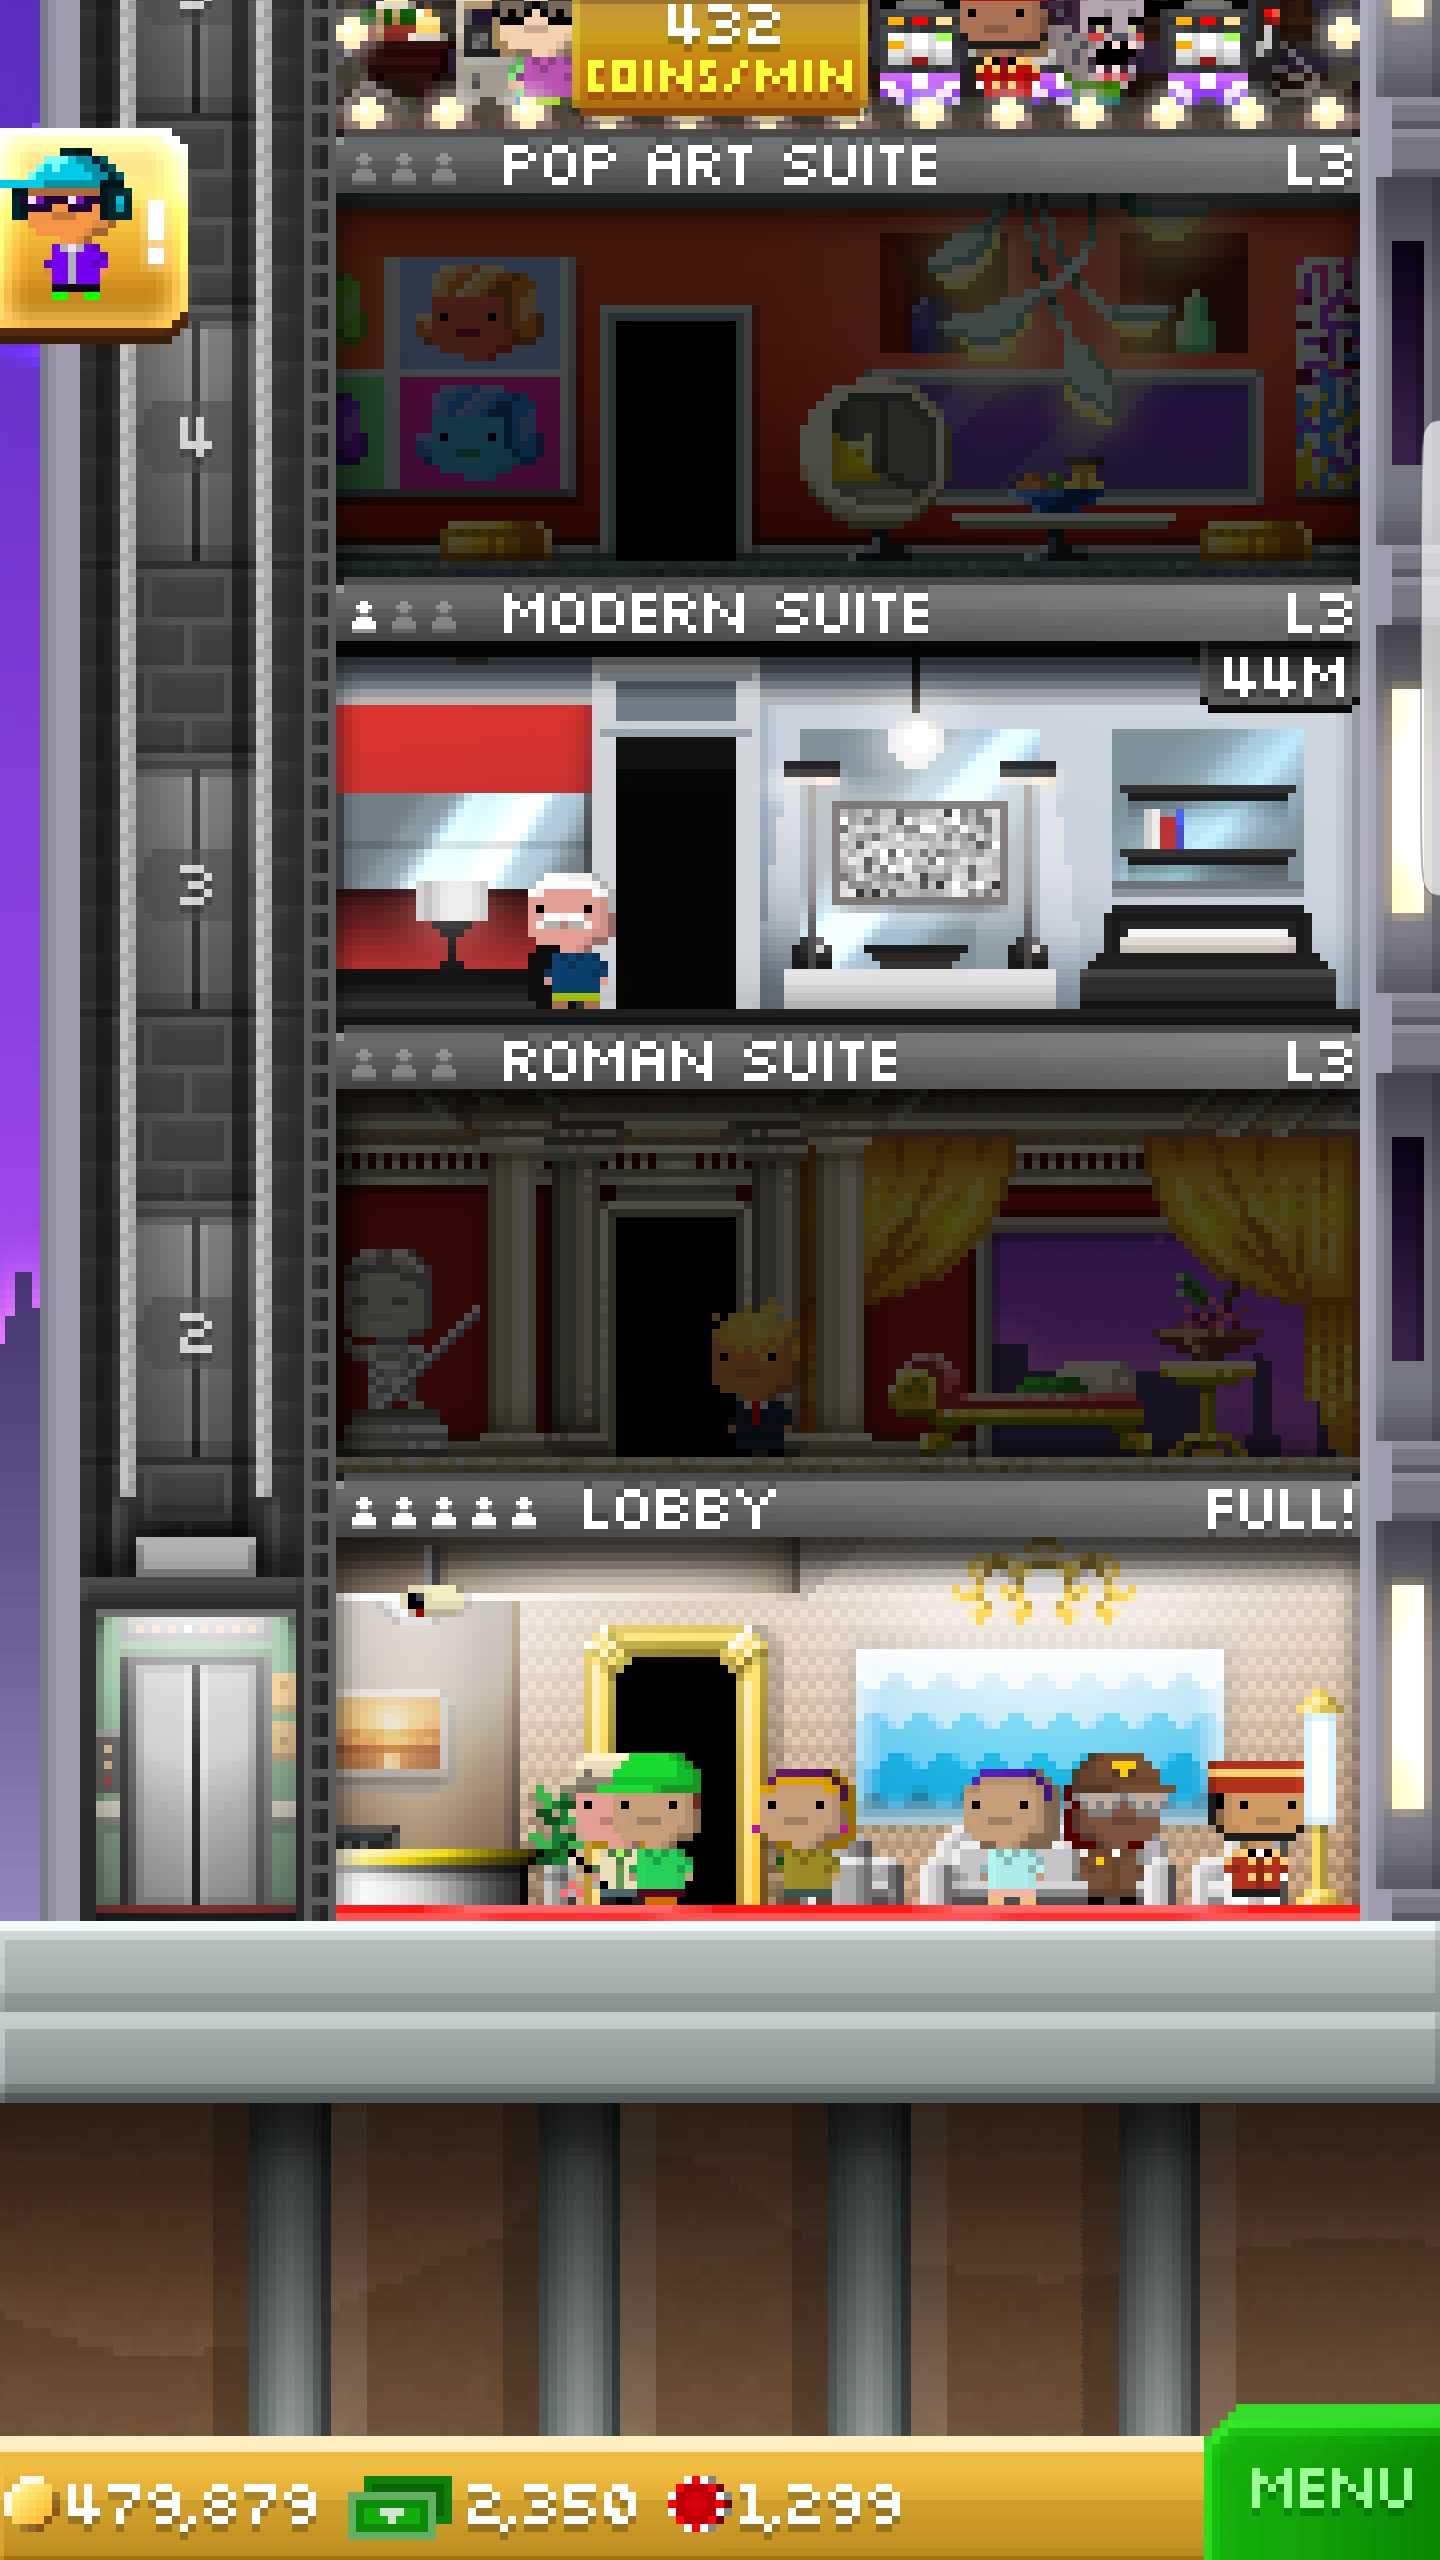 432
COINS/MIN
POP ART SUITE L3
!
4
MODERN SUITE L3
44M
3
ROMAN SUITE L3
2
LOBBY FULL!
479,879 2,350 1,299
MENU